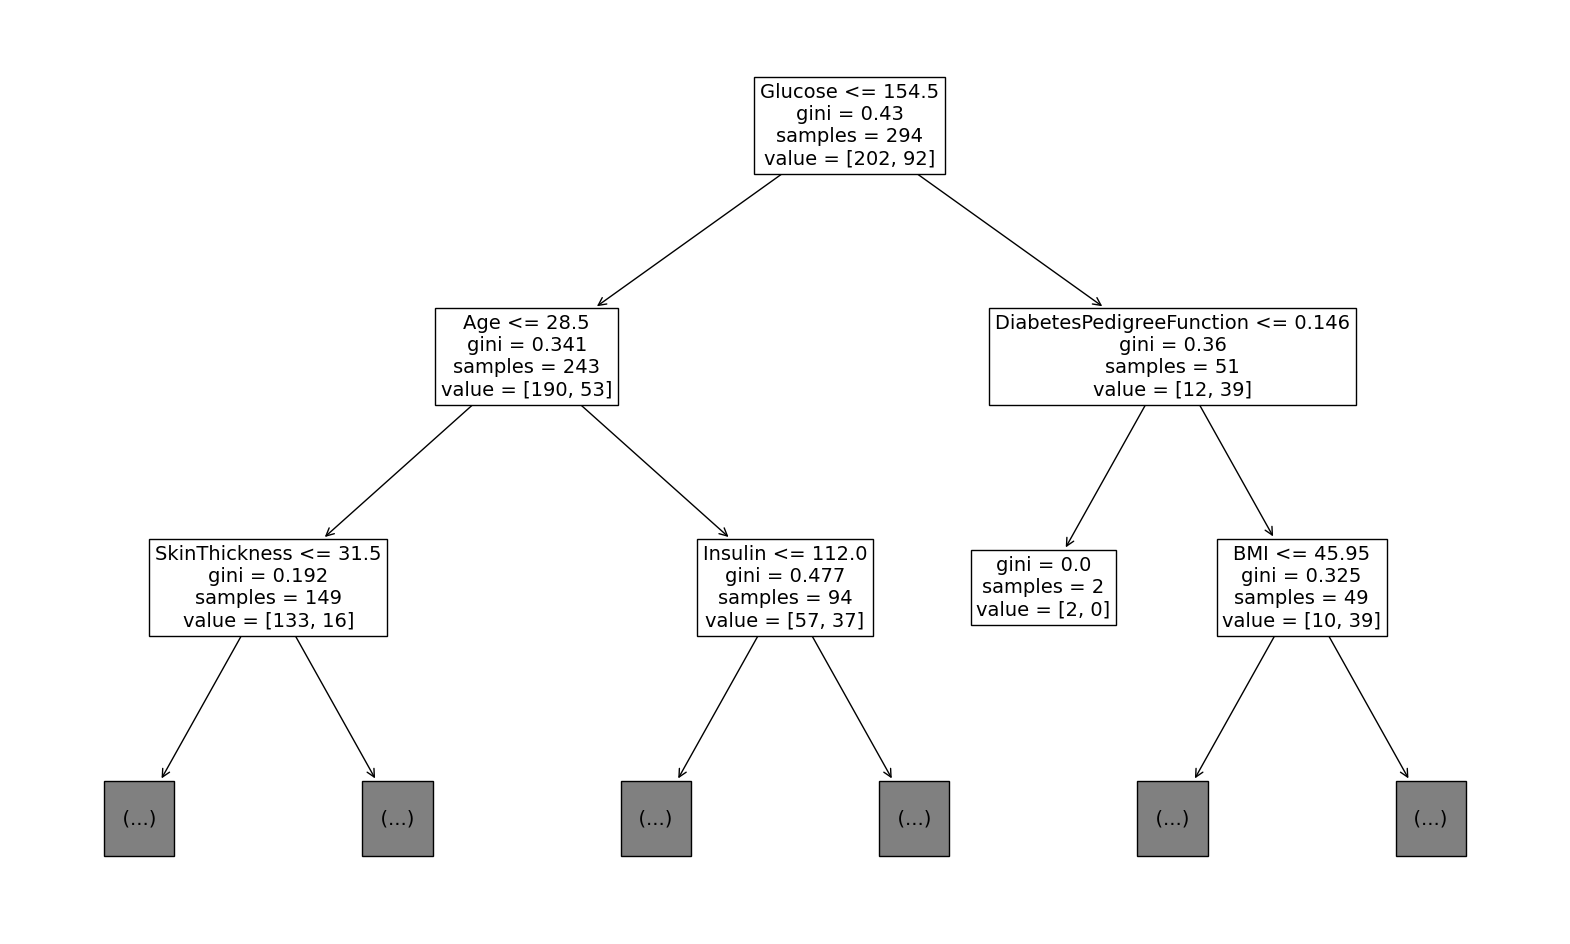 Glucose <= 154.5
gini = 0.43
samples = 294
value = [202, 92]
Age <= 28.5
gini = 0.341
samples = 243
value = [190, 53]
DiabetesPedigreeFunction <= 0.146
gini = 0.36
samples = 51
value = [12, 39]
SkinThickness <= 31.5
gini = 0.192
samples = 149
value = [133, 16]
Insulin <= 112.0
gini = 0.477
samples = 94
value = [57, 37]
gini = 0.0
samples = 2
value = [2, 0]
BMI <= 45.95
gini = 0.325
samples = 49
value = [10, 39]
(...)
(...)
(...)
(...)
(...)
(...)